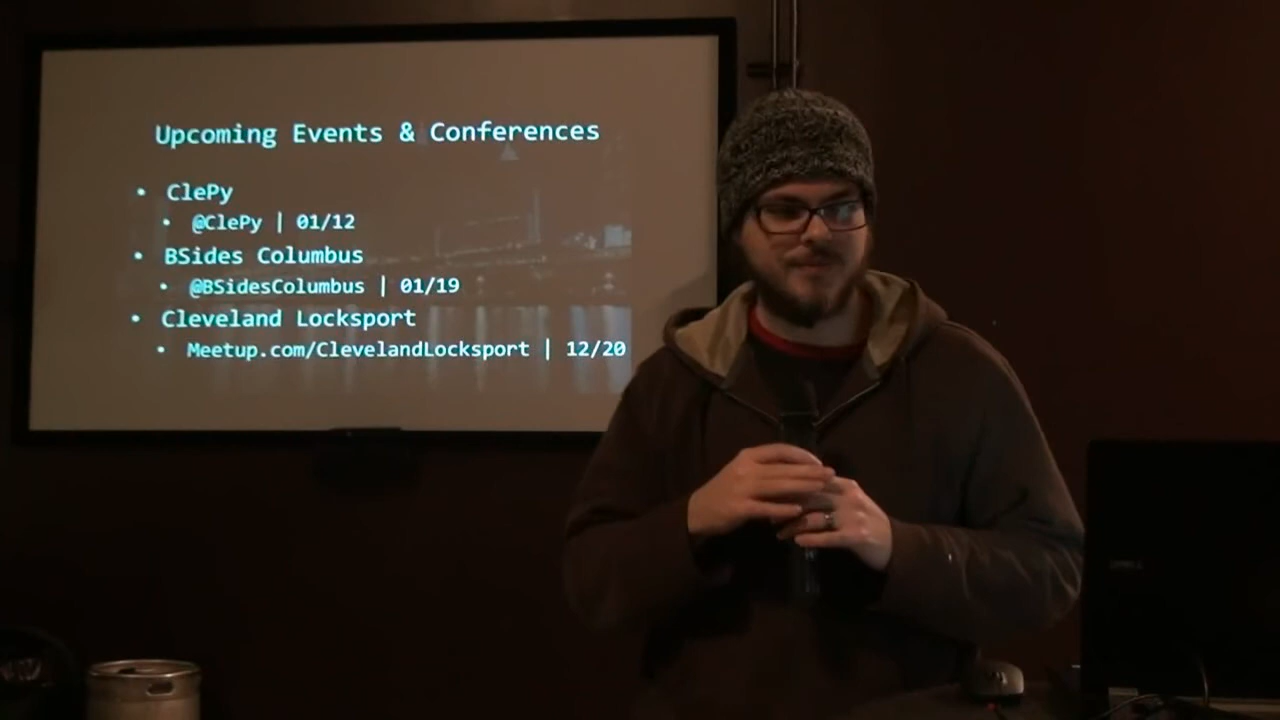 Upcoming Events & Conferences
• ClePy
• @ClePy | 01/12
• BSides Columbus
• @BSidesColumbus | 01/19
• Cleveland Locksport
• Meetup.com/ClevelandLocksport | 12/20